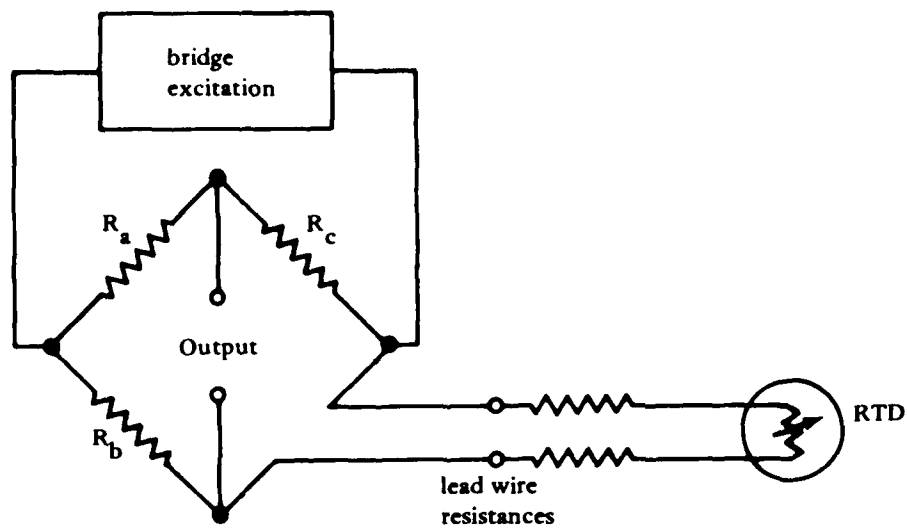 bridge
excitation
Ra
Rc
Output
Rb
RTD
lead wire
resistances